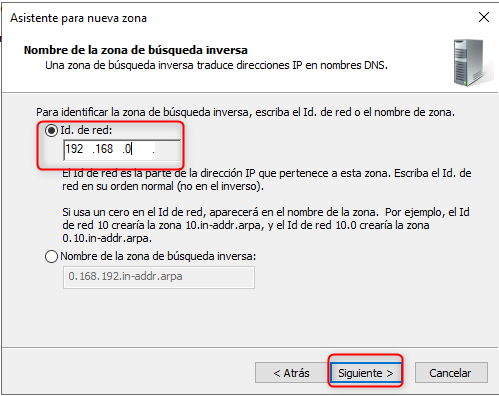 Asistente para nueva zona
Nombre de la zona de búsqueda inversa
Una zona de búsqueda inversa traduce direcciones IP en nombres DNS.
Para identificar la zona de búsqueda inversa, escriba el Id. de red o el nombre de zona.
Id. de red:
192 .168 .0 .
El Id de red es la parte de la dirección IP que pertenece a esta zona. Escriba el Id. de
red en su orden normal (no en el inverso).
Si usa un cero en el Id de red, aparecerá en el nombre de la zona. Por ejemplo, el Id
de red 10 crearía la zona 10.in-addr.arpa, y el Id de red 10.0 crearía la zona
0.10.in-addr.arpa.
Nombre de la zona de búsqueda inversa:
0.168.192.in-addr.arpa
< Atrás
Siguiente >
Cancelar